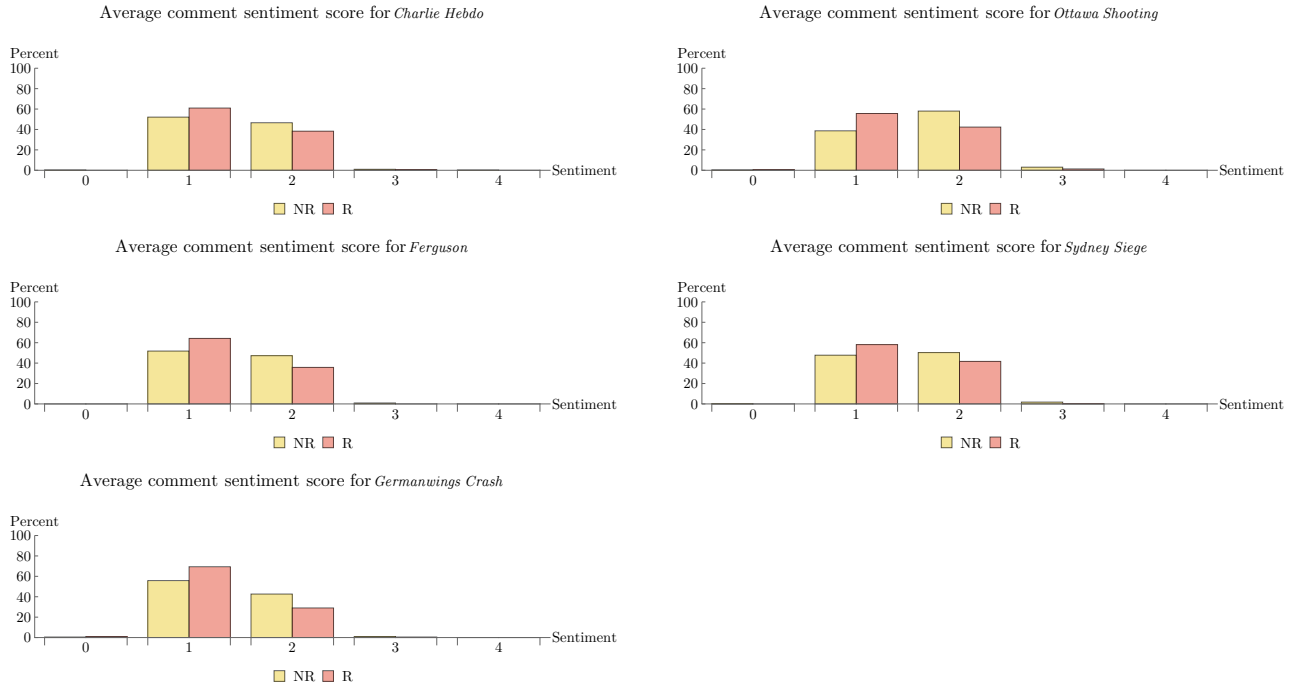 Average comment sentiment score for Charlie Hebdo
Percent
100
80
60
40
20
0
0 1 2 3 4 Sentiment
NR R
Average comment sentiment score for Ottawa Shooting
Percent
100
80
60
40
20
0
0 1 2 3 4 Sentiment
NR R
Average comment sentiment score for Ferguson
Percent
100
80
60
40
20
0
0 1 2 3 4 Sentiment
NR R
Average comment sentiment score for Sydney Siege
Percent
100
80
60
40
20
0
0 1 2 3 4 Sentiment
NR R
Average comment sentiment score for Germanwings Crash
Percent
100
80
60
40
20
0
0 1 2 3 4 Sentiment
NR R